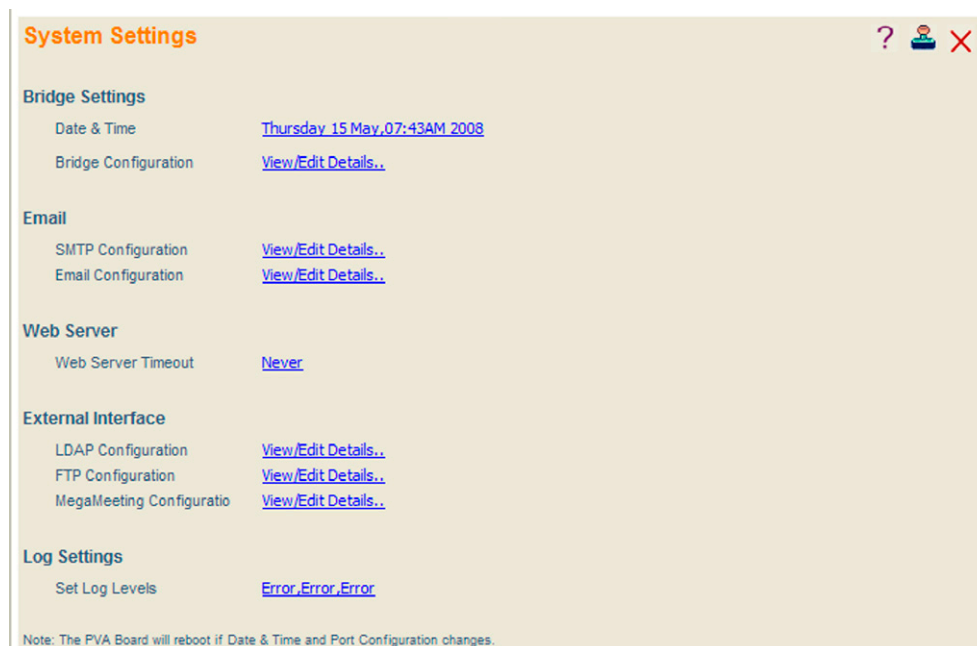 System Settings
?
Bridge Settings
Date & Time Thursday 15 May,07:43AM 2008
Bridge Configuration View/Edit Details..
Email
SMTP Configuration View/Edit Details..
Email Configuration View/Edit Details..
Web Server
Web Server Timeout Never
External Interface
LDAP Configuration View/Edit Details..
FTP Configuration View/Edit Details..
MegaMeeting Configuratio View/Edit Details..
Log Settings
Set Log Levels Error,Error,Error
Note: The PVA Board will reboot if Date & Time and Port Configuration changes.